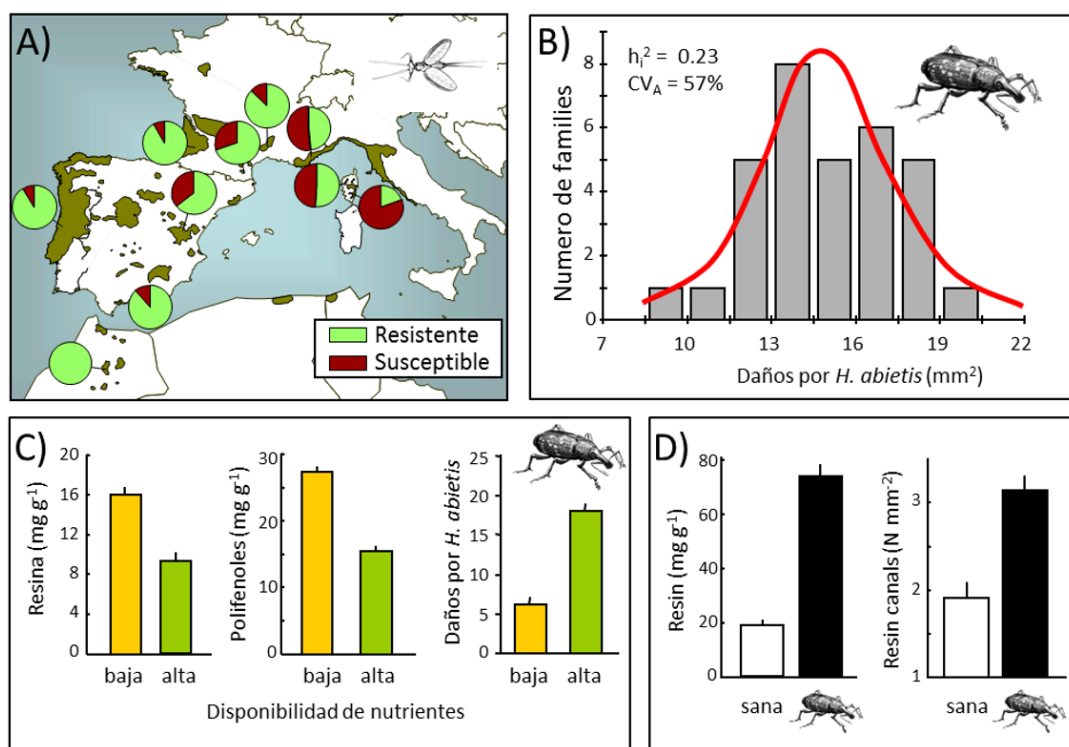 A)
Resistente
Susceptible
B)
h_i^2 = 0.23
CV_A = 57%
Numero de families
8
6
4
2
0
7 10 13 16 19 22
Daños por H. abietis (mm²)
C)
Resina (mg g⁻¹)
16
12
8
4
0
baja alta
Polifenoles (mg g⁻¹)
30
20
10
0
baja alta
Daños por H. abietis
25
20
15
10
5
0
baja alta
Disponibilidad de nutrientes
D)
Resin (mg g⁻¹)
80
60
40
20
0
sana
Resin canals (N mm⁻²)
3
2
1
sana